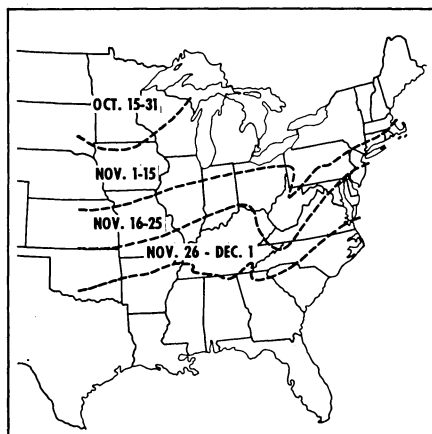 OCT. 15-31
NOV. 1-15
NOV. 16-25
NOV. 26 - DEC. 1